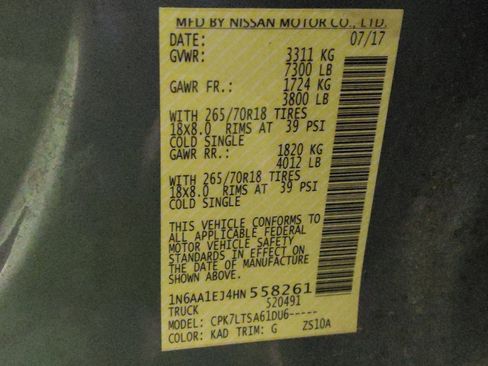 MFD BY NISSAN MOTOR CO., LTD.
DATE: 07/17
GVWR: 3311 KG
7300 LB
GAWR FR.: 1724 KG
3800 LB
WITH 265/70R18 TIRES
18x8.0 RIMS AT 39 PSI
COLD SINGLE
GAWR RR.: 1820 KG
4012 LB
WITH 265/70R18 TIRES
18x8.0 RIMS AT 39 PSI
COLD SINGLE
THIS VEHICLE CONFORMS TO
ALL APPLICABLE FEDERAL
MOTOR VEHICLE SAFETY
STANDARDS IN EFFECT ON
THE DATE OF MANUFACTURE
SHOWN ABOVE.
1N6AA1EJ4HN558261
TRUCK 520491
MODEL: CPK7LTSA61DU6-----
COLOR: KAD TRIM: G ZS10A